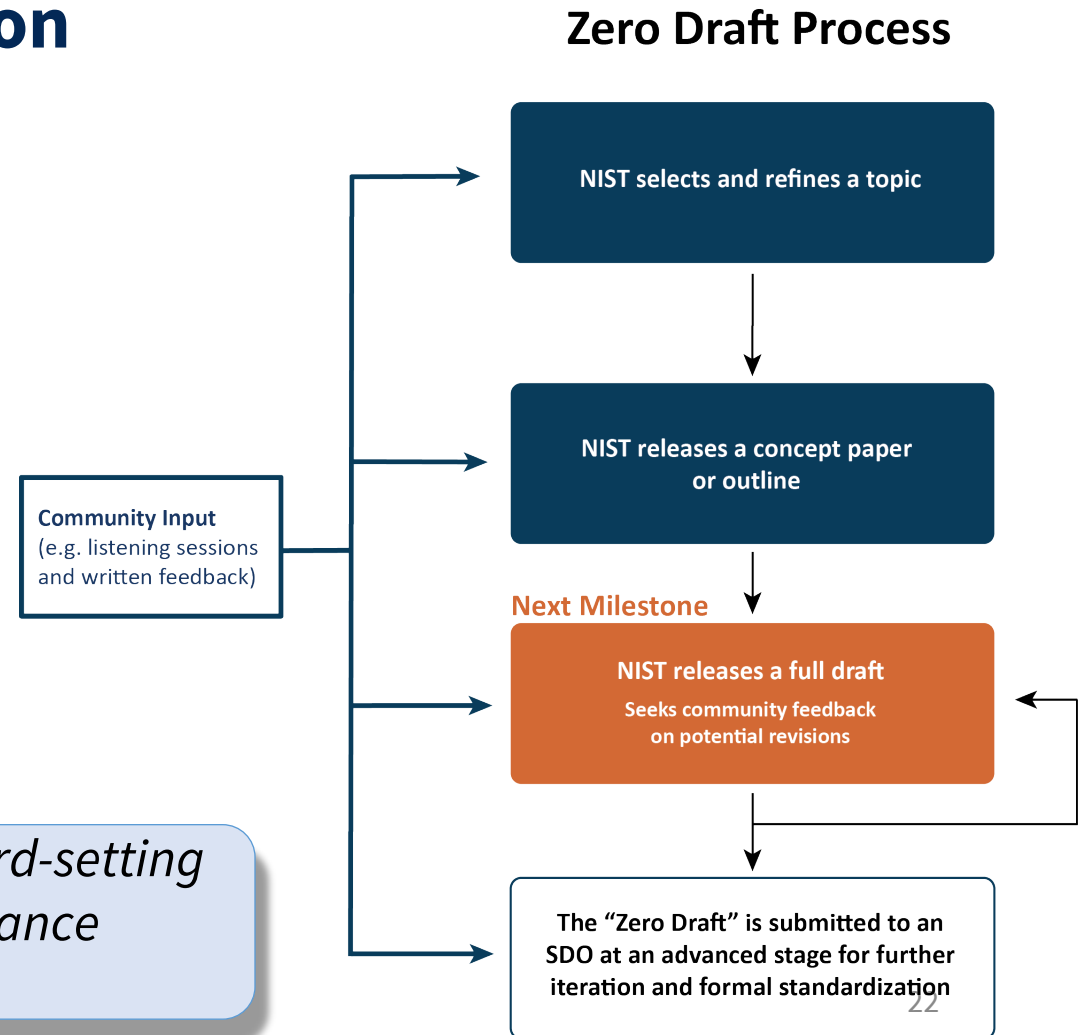 on
Zero Draft Process
NIST selects and refines a topic
NIST releases a concept paper
or outline
Community Input
(e.g. listening sessions
and written feedback)
Next Milestone
NIST releases a full draft
Seeks community feedback
on potential revisions
rd-setting
ance
The “Zero Draft” is submitted to an
SDO at an advanced stage for further
iteration and formal standardization
22